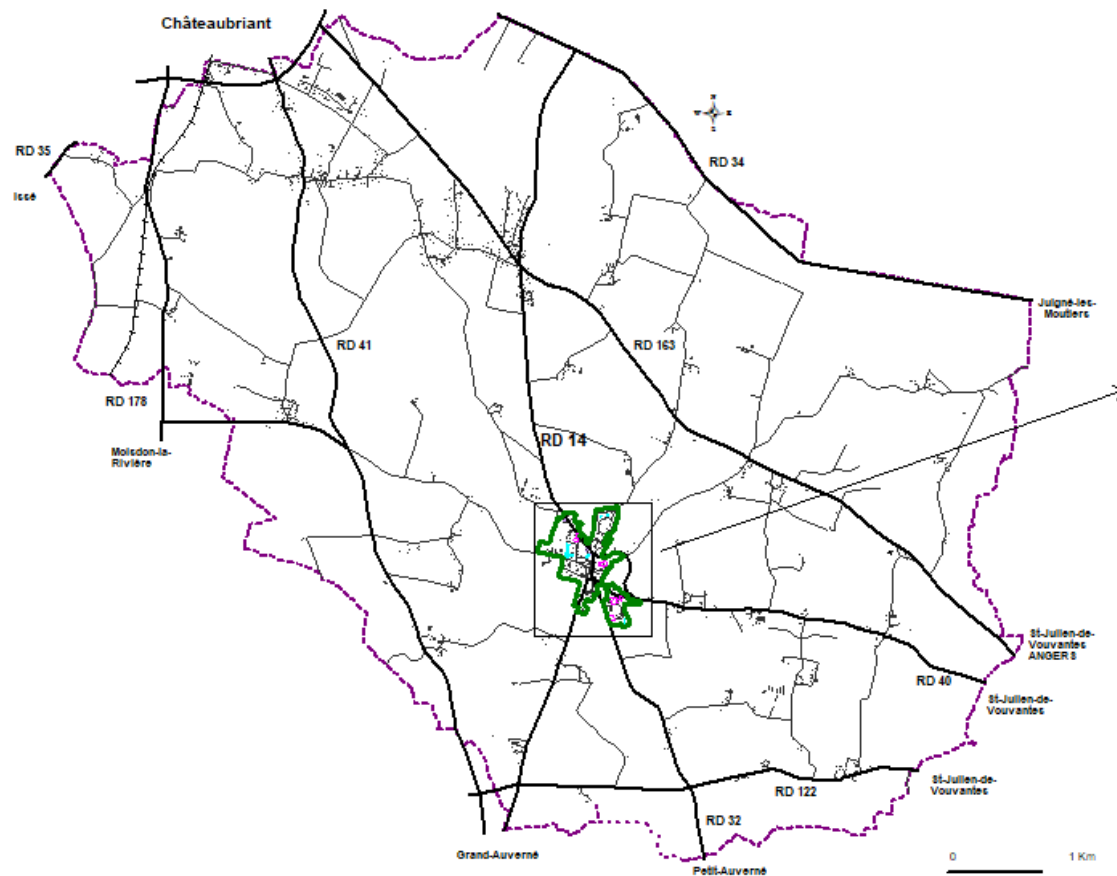 Châteaubriant
RD 35
Issé
RD 34
Juigné-les-
Moutiers
RD 41
RD 163
RD 178
Moisdon-la-
Rivière
RD 14
St-Julien-de-
Vouvantes
ANGERS
RD 40
St-Julien-de-
Vouvantes
St-Julien-de-
Vouvantes
RD 122
RD 32
Grand-Auverné
Petit-Auverné
0 1 Km